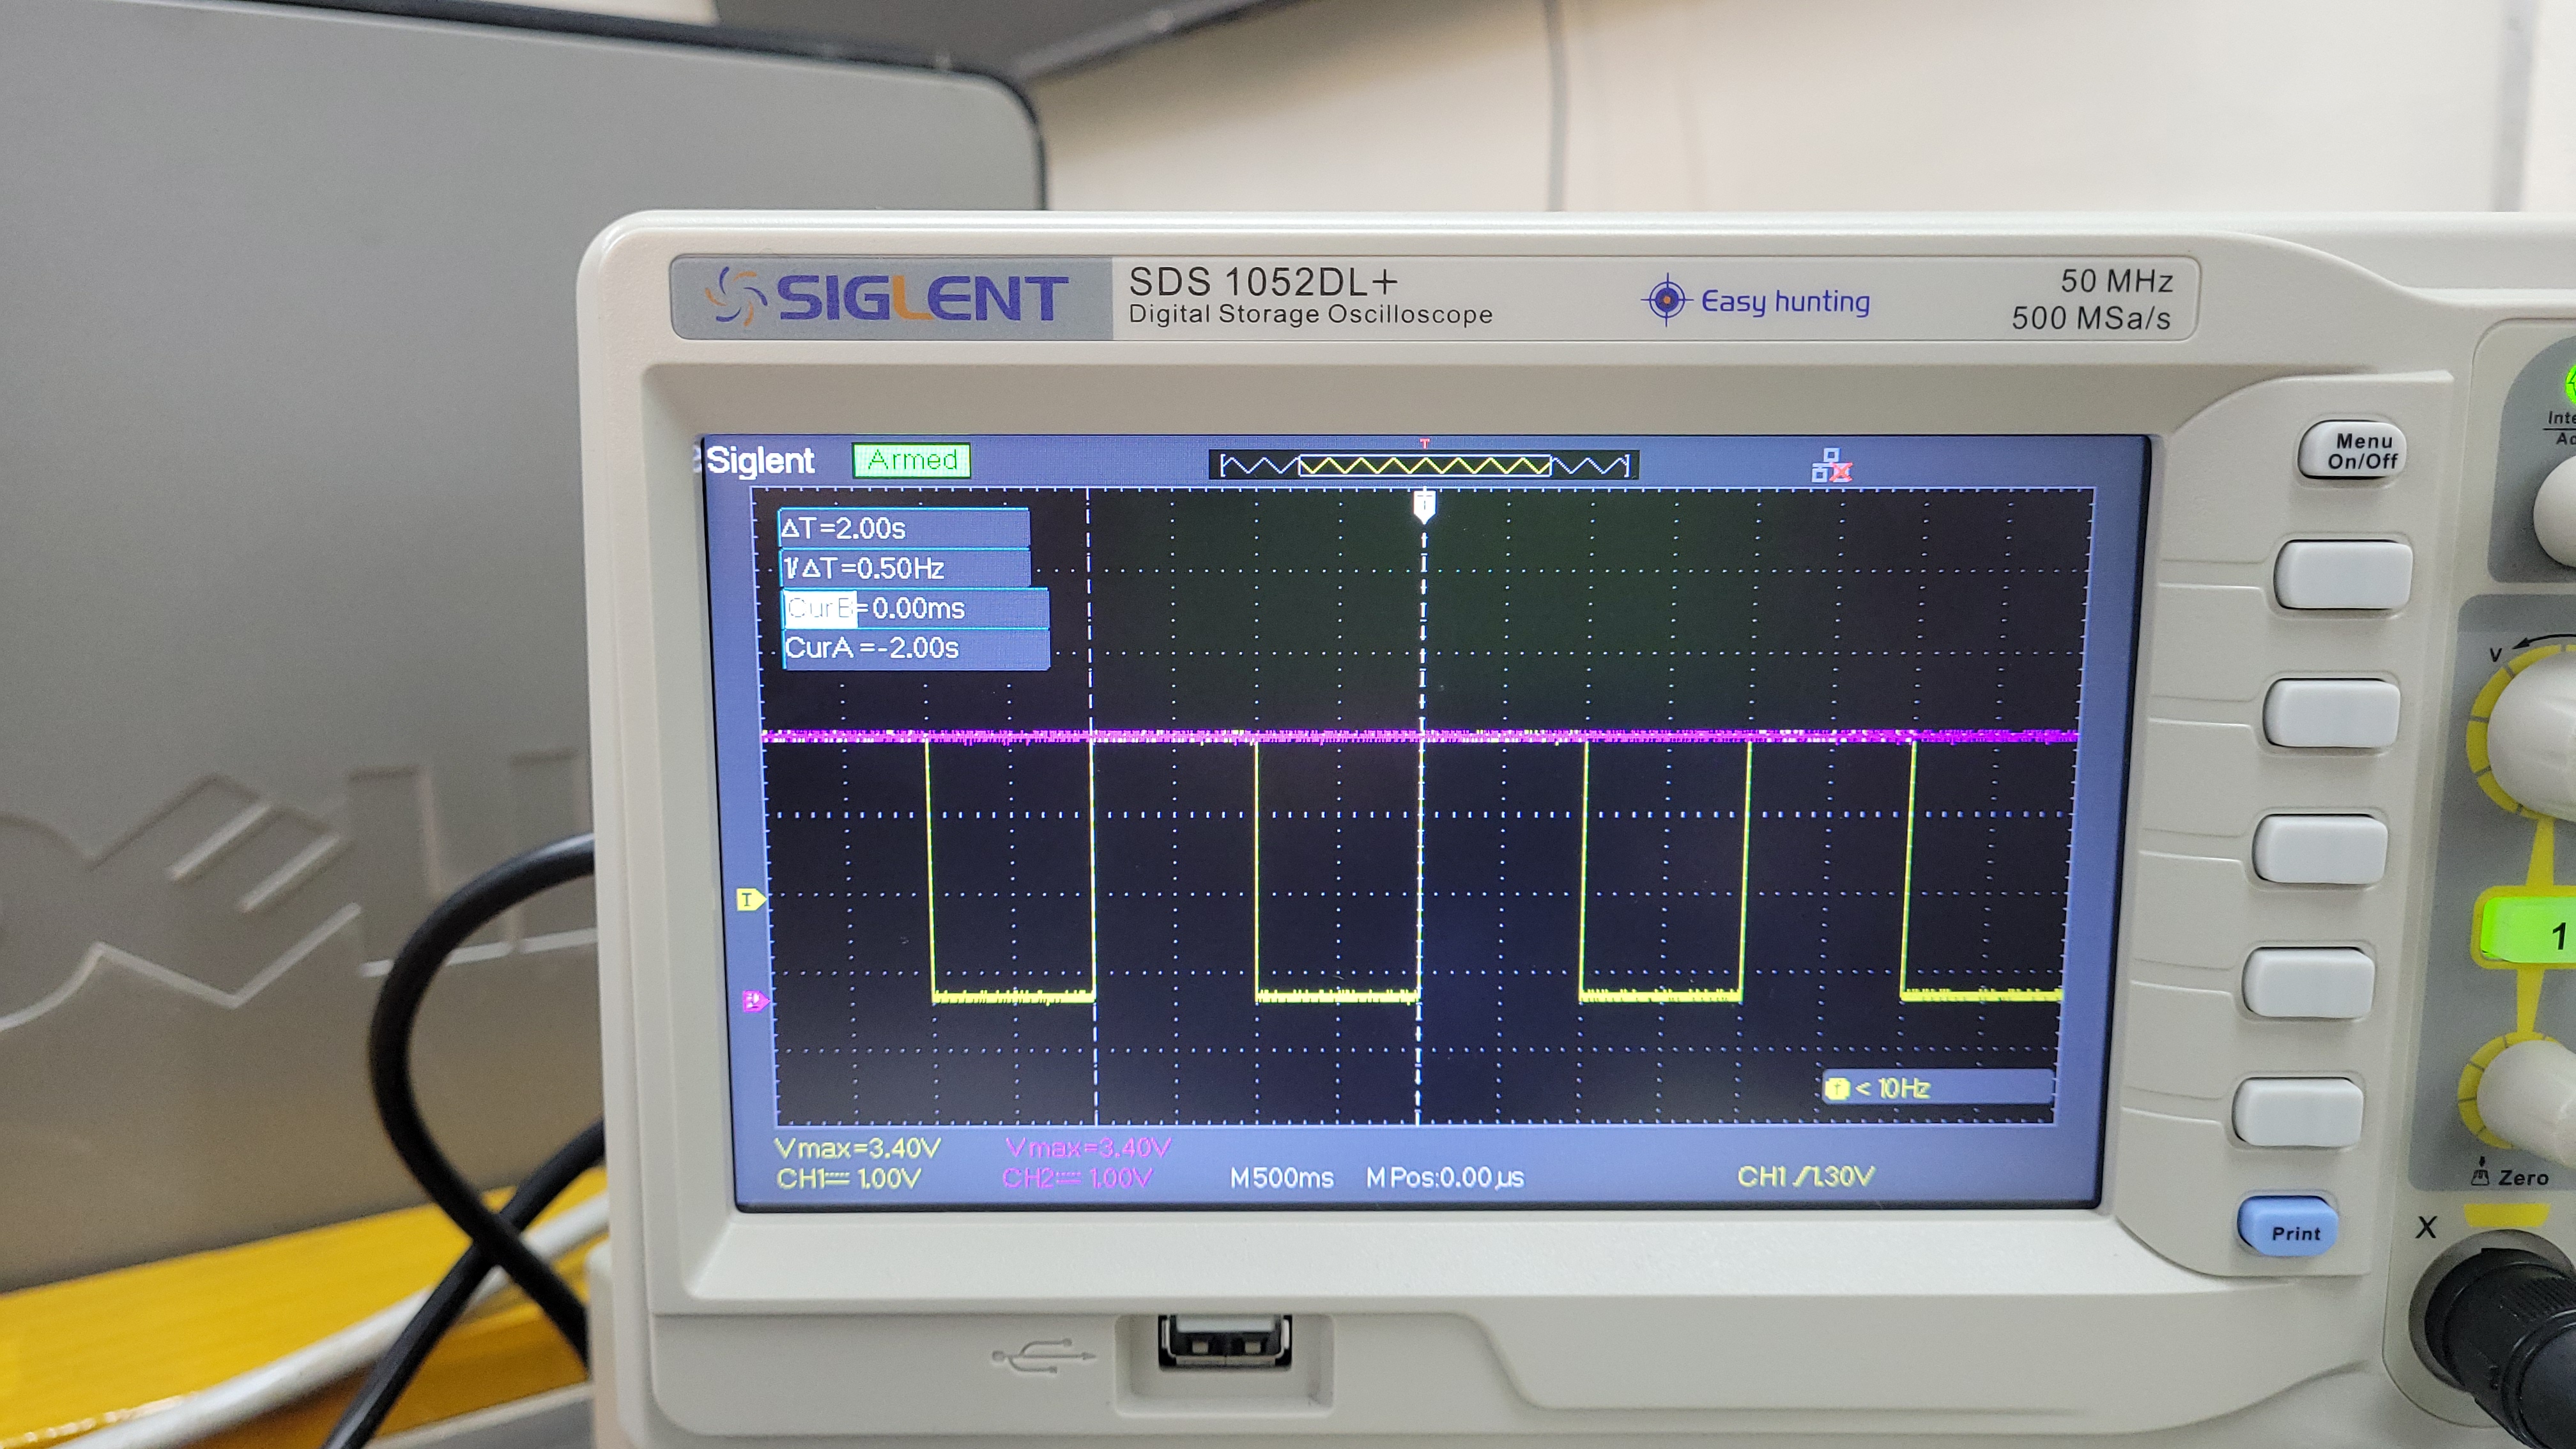 SIGLENT
SDS 1052DL+
Digital Storage Oscilloscope
Easy hunting
50 MHz
500 MSa/s
Siglent
Armed
T
T
ΔT=2.00s
1/ΔT=0.50Hz
CurB=0.00ms
CurA=-2.00s
T
< 10Hz
Vmax=3.40V
Vmax=3.40V
CH1 1.00V
CH2 1.00V
M500ms
MPos:0.00µs
CH1 1.30V
Menu
On/Off
Print
V
1
Zero
X